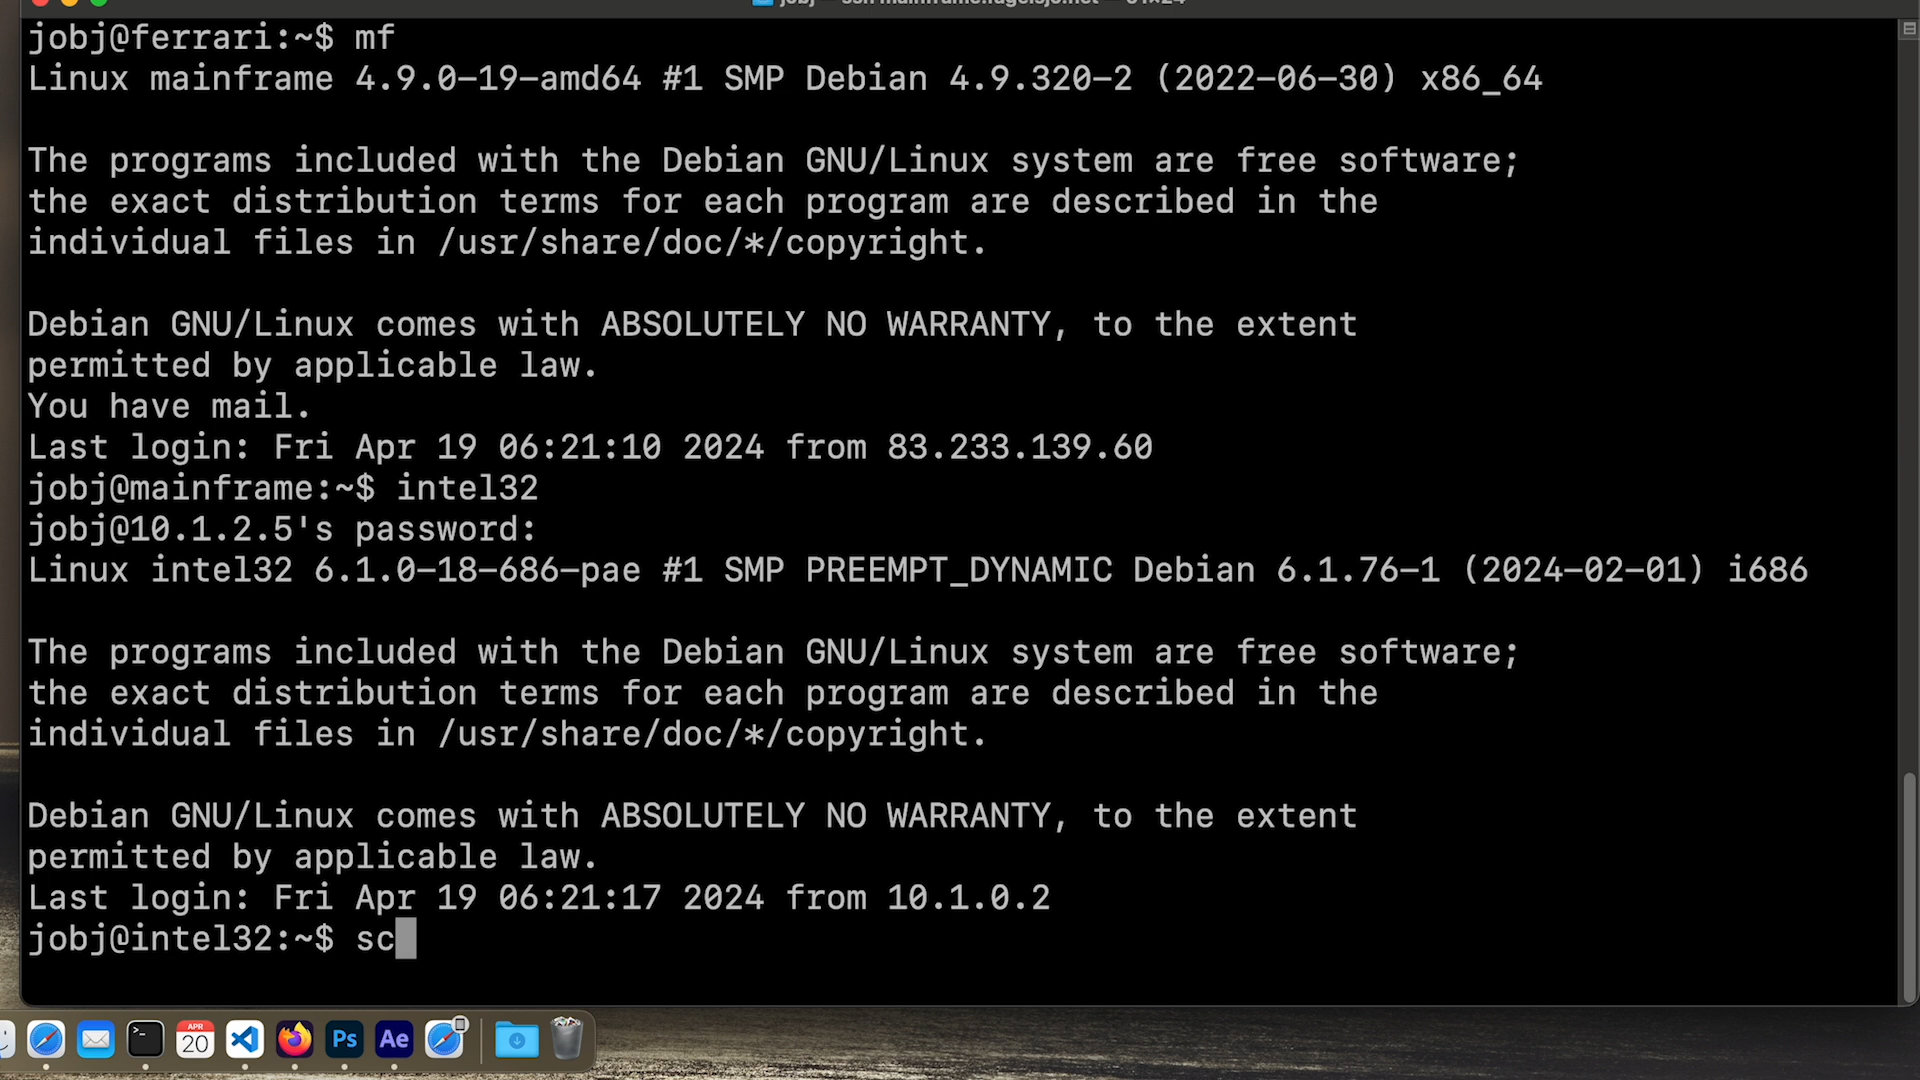 jobj@ferrari:~$ mf
Linux mainframe 4.9.0-19-amd64 #1 SMP Debian 4.9.320-2 (2022-06-30) x86_64
The programs included with the Debian GNU/Linux system are free software;
the exact distribution terms for each program are described in the
individual files in /usr/share/doc/*/copyright.
Debian GNU/Linux comes with ABSOLUTELY NO WARRANTY, to the extent
permitted by applicable law.
You have mail.
Last login: Fri Apr 19 06:21:10 2024 from 83.233.139.60
jobj@mainframe:~$ intel32
jobj@10.1.2.5's password:
Linux intel32 6.1.0-18-686-pae #1 SMP PREEMPT_DYNAMIC Debian 6.1.76-1 (2024-02-01) i686
The programs included with the Debian GNU/Linux system are free software;
the exact distribution terms for each program are described in the
individual files in /usr/share/doc/*/copyright.
Debian GNU/Linux comes with ABSOLUTELY NO WARRANTY, to the extent
permitted by applicable law.
Last login: Fri Apr 19 06:21:17 2024 from 10.1.0.2
jobj@intel32:~$ sc
APR
20
Ps
Ae